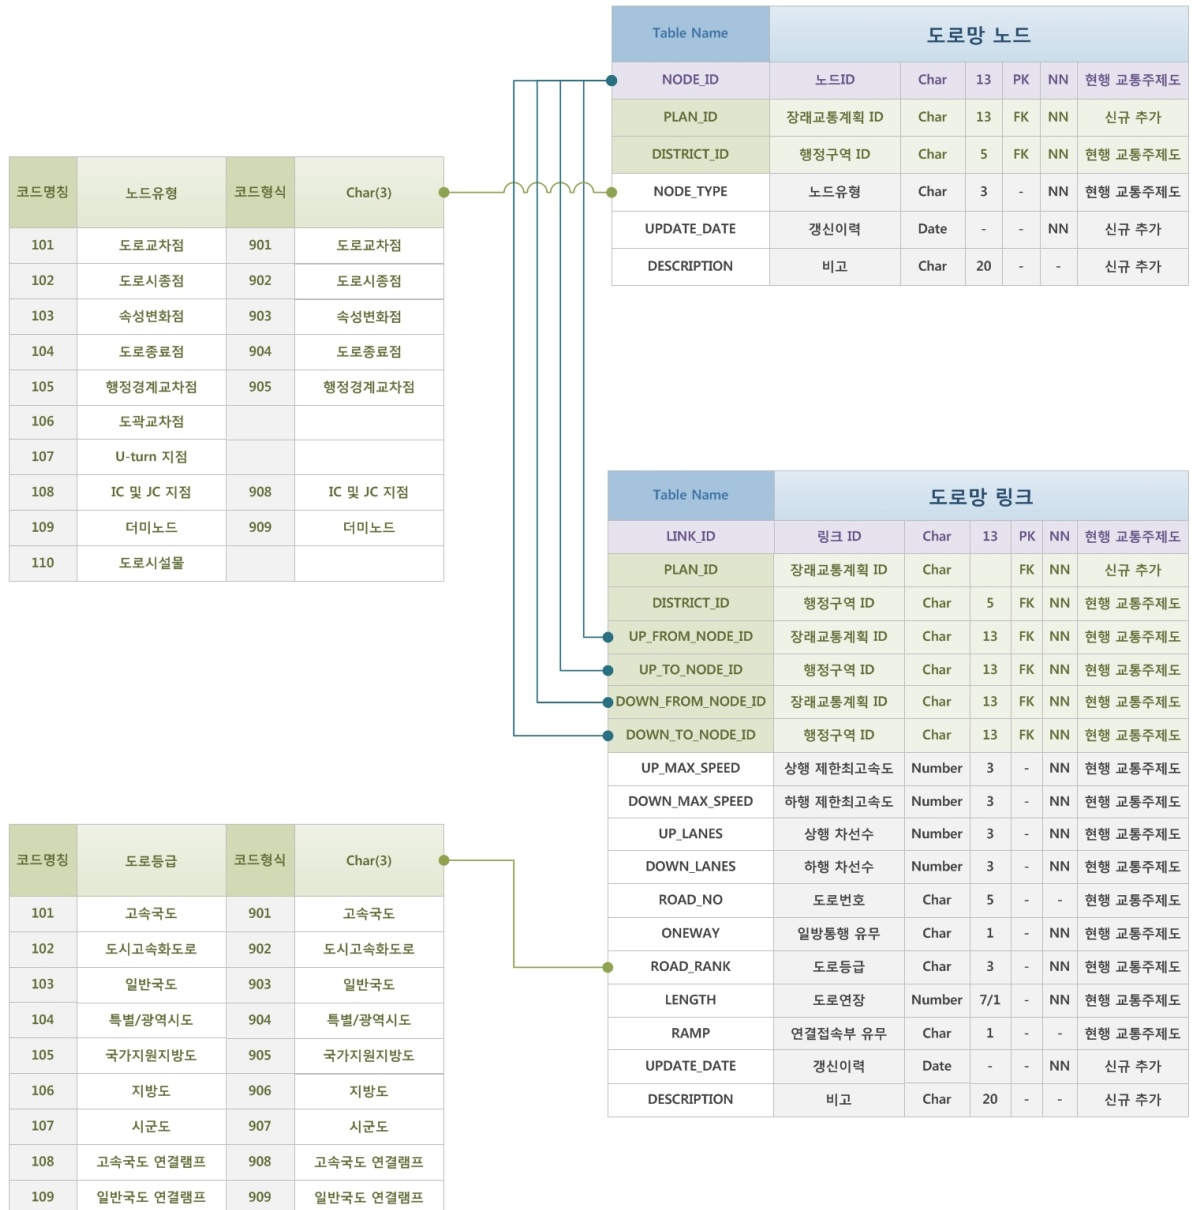 Table Name 도로망 노드
NODE_ID 노드ID Char 13 PK NN 현행 교통주제도
PLAN_ID 장래교통계획 ID Char 13 FK NN 신규 추가
DISTRICT_ID 행정구역 ID Char 5 FK NN 현행 교통주제도
NODE_TYPE 노드유형 Char 3 - NN 현행 교통주제도
UPDATE_DATE 갱신이력 Date - - NN 신규 추가
DESCRIPTION 비고 Char 20 - - 신규 추가
코드명칭 노드유형 코드형식 Char(3)
101 도로교차점 901 도로교차점
102 도로시종점 902 도로시종점
103 속성변화점 903 속성변화점
104 도로종료점 904 도로종료점
105 행정경계교차점 905 행정경계교차점
106 도곽교차점
107 U-turn 지점
108 IC 및 JC 지점 908 IC 및 JC 지점
109 더미노드 909 더미노드
110 도로시설물
Table Name 도로망 링크
LINK_ID 링크 ID Char 13 PK NN 현행 교통주제도
PLAN_ID 장래교통계획 ID Char FK NN 신규 추가
DISTRICT_ID 행정구역 ID Char 5 FK NN 현행 교통주제도
UP_FROM_NODE_ID 장래교통계획 ID Char 13 FK NN 현행 교통주제도
UP_TO_NODE_ID 행정구역 ID Char 13 FK NN 현행 교통주제도
DOWN_FROM_NODE_ID 장래교통계획 ID Char 13 FK NN 현행 교통주제도
DOWN_TO_NODE_ID 행정구역 ID Char 13 FK NN 현행 교통주제도
UP_MAX_SPEED 상행 제한최고속도 Number 3 - NN 현행 교통주제도
DOWN_MAX_SPEED 하행 제한최고속도 Number 3 - NN 현행 교통주제도
UP_LANES 상행 차선수 Number 3 - NN 현행 교통주제도
DOWN_LANES 하행 차선수 Number 3 - NN 현행 교통주제도
ROAD_NO 도로번호 Char 5 - - 현행 교통주제도
ONEWAY 일방통행 유무 Char 1 - NN 현행 교통주제도
ROAD_RANK 도로등급 Char 3 - NN 현행 교통주제도
LENGTH 도로연장 Number 7/1 - NN 현행 교통주제도
RAMP 연결접속부 유무 Char 1 - - 현행 교통주제도
UPDATE_DATE 갱신이력 Date - - NN 신규 추가
DESCRIPTION 비고 Char 20 - - 신규 추가
코드명칭 도로등급 코드형식 Char(3)
101 고속국도 901 고속국도
102 도시고속화도로 902 도시고속화도로
103 일반국도 903 일반국도
104 특별/광역시도 904 특별/광역시도
105 국가지원지방도 905 국가지원지방도
106 지방도 906 지방도
107 시군도 907 시군도
108 고속국도 연결램프 908 고속국도 연결램프
109 일반국도 연결램프 909 일반국도 연결램프